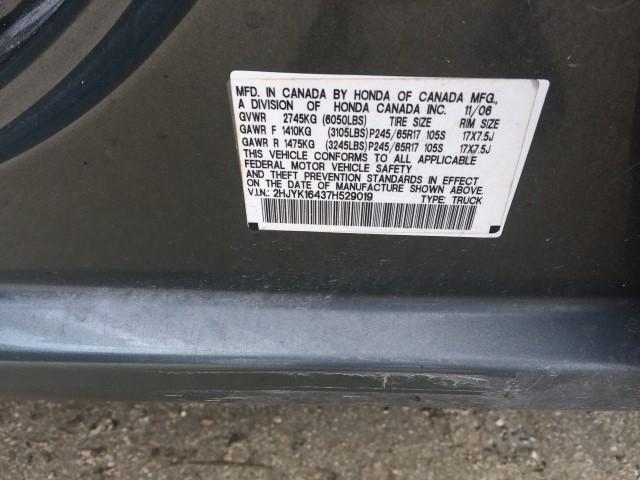 MFD. IN CANADA BY HONDA OF CANADA MFG.,
A DIVISION OF HONDA CANADA INC. 11/06
GVWR 2745KG (6050LBS) TIRE SIZE RIM SIZE
GAWR F 1410KG (3105LBS)P245/65R17 105S 17X7.5J
GAWR R 1475KG (3245LBS)P245/65R17 105S 17X7.5J
THIS VEHICLE CONFORMS TO ALL APPLICABLE
FEDERAL MOTOR VEHICLE SAFETY
AND THEFT PREVENTION STANDARDS IN EFFECT
ON THE DATE OF MANUFACTURE SHOWN ABOVE.
V.I.N.: 2HJYK16437H529019 TYPE: TRUCK